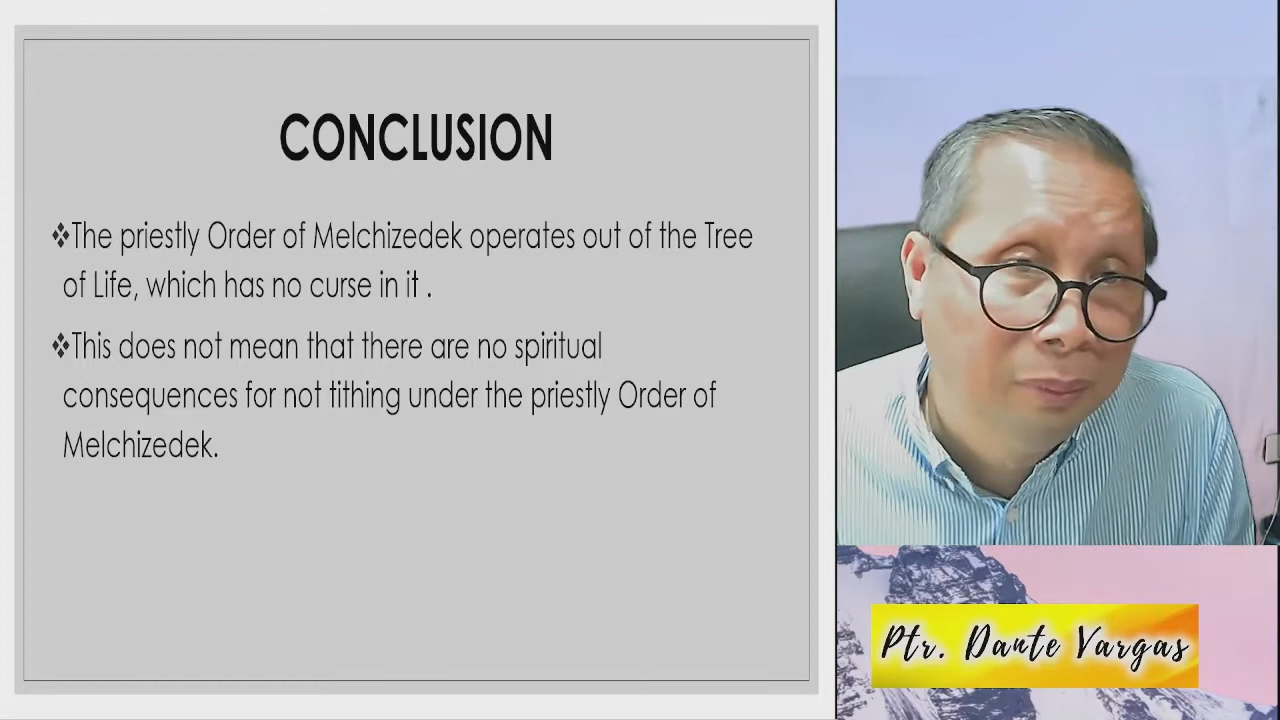 CONCLUSION
❖The priestly Order of Melchizedek operates out of the Tree
of Life, which has no curse in it .
❖This does not mean that there are no spiritual
consequences for not tithing under the priestly Order of
Melchizedek.
Ptr. Dante Vargas